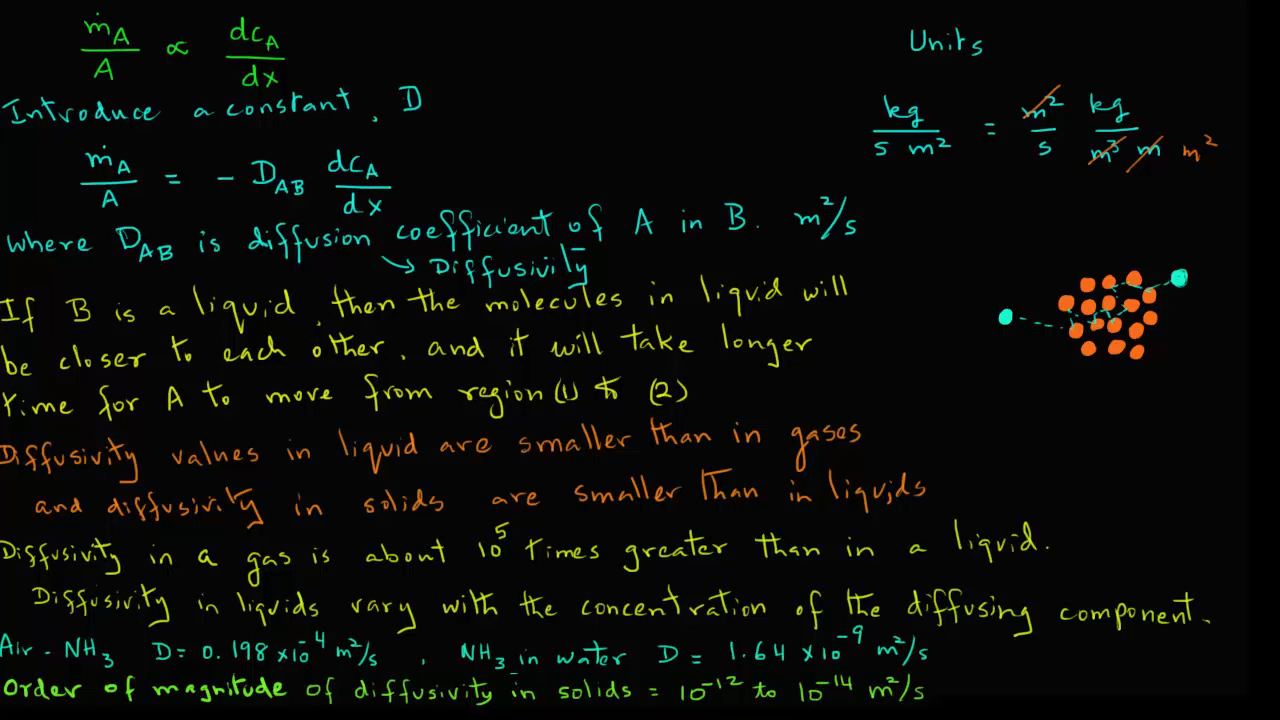 ṁA/A ∝ dcA/dx
Units
Introduce a constant, D
kg/(s m²) = m²/s kg/(m³ m) m²
ṁA/A = - D_AB dcA/dx
where D_AB is diffusion coefficient of A in B. m²/s
→ Diffusivity
If B is a liquid, then the molecules in liquid will
be closer to each other, and it will take longer
time for A to move from region (1) to (2)
Diffusivity values in liquid are smaller than in gases
and diffusivity in solids are smaller than in liquids
Diffusivity in a gas is about 10⁵ times greater than in a liquid.
Diffusivity in liquids vary with the concentration of the diffusing component.
Air - NH₃ D = 0.198 × 10⁻⁴ m²/s , NH₃ in water D = 1.64 × 10⁻⁹ m²/s
Order of magnitude of diffusivity in solids = 10⁻¹² to 10⁻¹⁴ m²/s